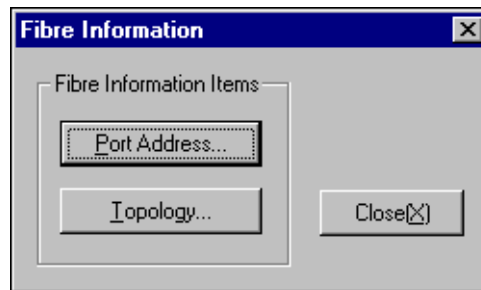 Fibre Information
Fibre Information Items
Port Address...
Topology...
Close(X)